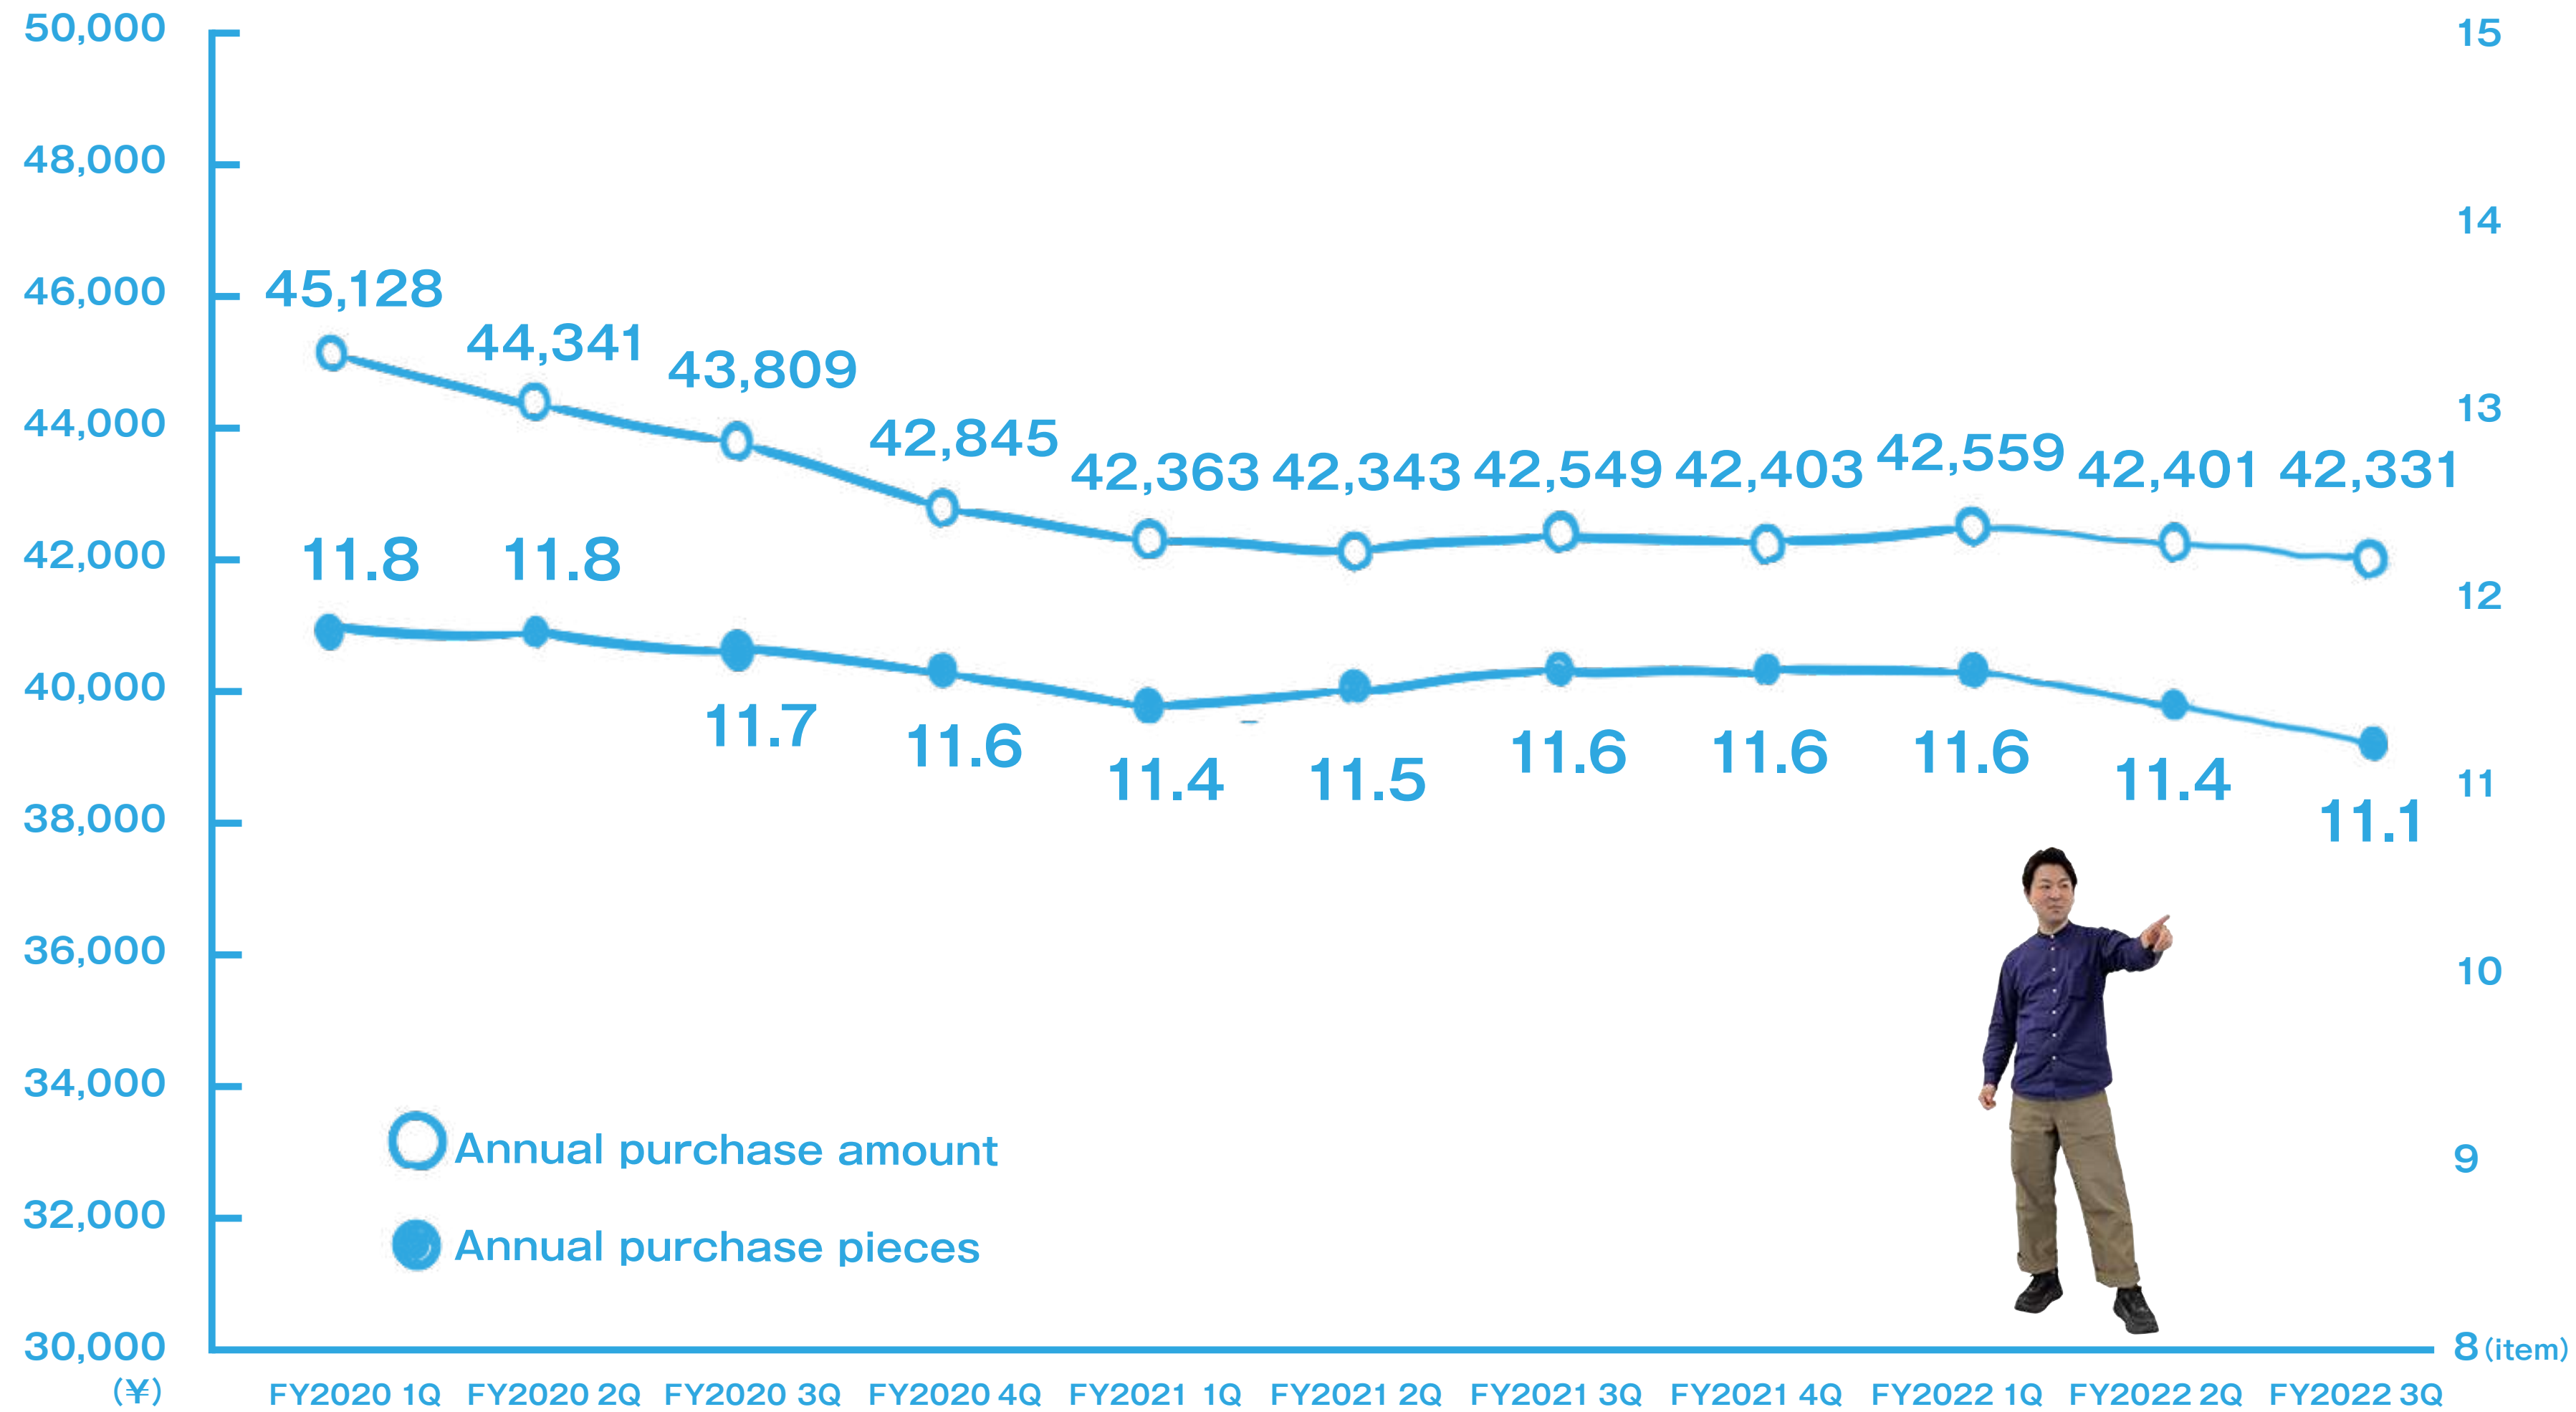 50,000
48,000
46,000
44,000
42,000
40,000
38,000
36,000
34,000
32,000
30,000
(¥)
15
14
13
12
11
10
9
8 (item)
45,128
44,341
43,809
42,845
42,363
42,343
42,549
42,403
42,559
42,401
42,331
11.8
11.8
11.7
11.6
11.4
11.5
11.6
11.6
11.6
11.4
11.1
Annual purchase amount
Annual purchase pieces
FY2020 1Q
FY2020 2Q
FY2020 3Q
FY2020 4Q
FY2021 1Q
FY2021 2Q
FY2021 3Q
FY2021 4Q
FY2022 1Q
FY2022 2Q
FY2022 3Q